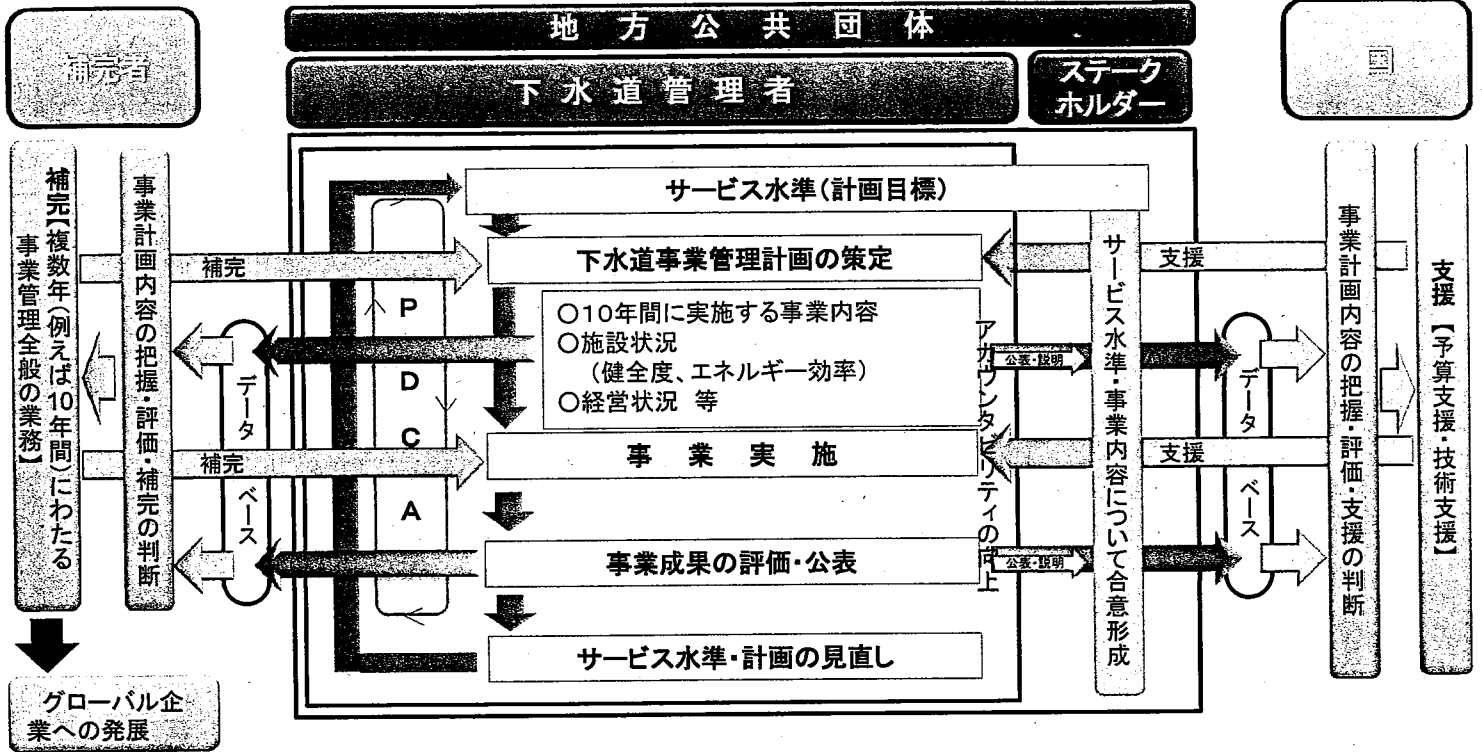 地方公共団体
補完者
下水道管理者
ステーク
ホルダー
国
補完【複数年(例えば10年間)にわたる
事業管理全般の業務】
事業計画内容の把握・評価・補完の判断
データ
ベース
補完
補完
P
D
C
A
サービス水準(計画目標)
下水道事業管理計画の策定
○10年間に実施する事業内容
○施設状況
(健全度、エネルギー効率)
○経営状況 等
事業実施
事業成果の評価・公表
サービス水準・計画の見直し
アカウンタビリティの向上
公表・説明
公表・説明
サービス水準・事業内容について合意形成
支援
支援
データ
ベース
事業計画内容の把握・評価・支援の判断
支援【予算支援・技術支援】
グローバル企
業への発展